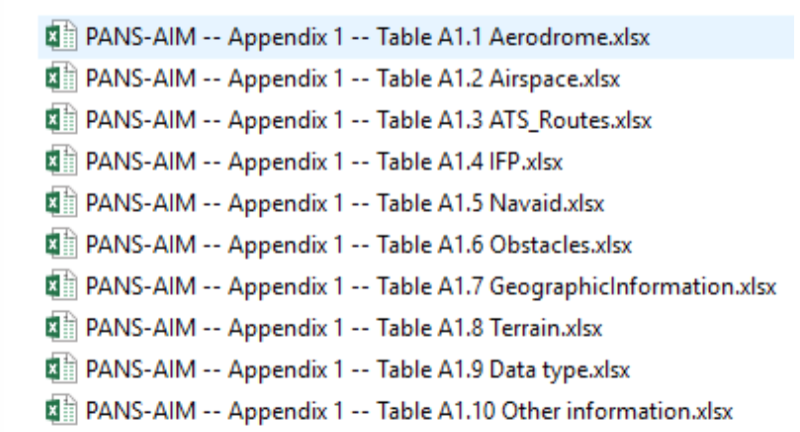 PANS-AIM -- Appendix 1 -- Table A1.1 Aerodrome.xlsx
PANS-AIM -- Appendix 1 -- Table A1.2 Airspace.xlsx
PANS-AIM -- Appendix 1 -- Table A1.3 ATS_Routes.xlsx
PANS-AIM -- Appendix 1 -- Table A1.4 IFP.xlsx
PANS-AIM -- Appendix 1 -- Table A1.5 Navaid.xlsx
PANS-AIM -- Appendix 1 -- Table A1.6 Obstacles.xlsx
PANS-AIM -- Appendix 1 -- Table A1.7 GeographicInformation.xlsx
PANS-AIM -- Appendix 1 -- Table A1.8 Terrain.xlsx
PANS-AIM -- Appendix 1 -- Table A1.9 Data type.xlsx
PANS-AIM -- Appendix 1 -- Table A1.10 Other information.xlsx